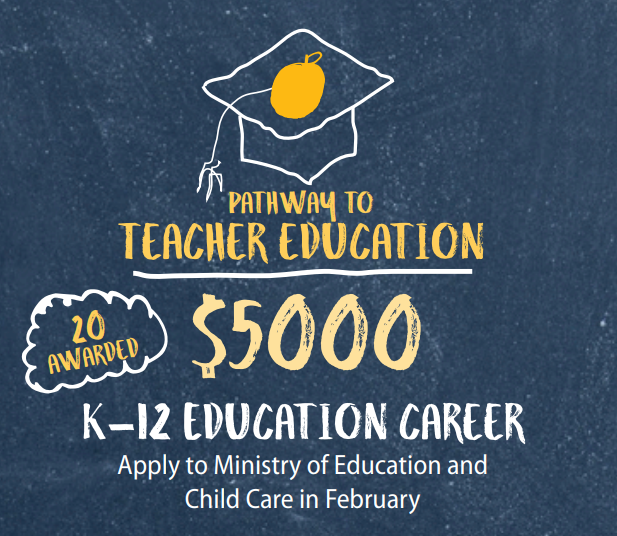 PATHWAY TO
TEACHER EDUCATION
20
AWARDED
$5000
K-12 EDUCATION CAREER
Apply to Ministry of Education and
Child Care in February